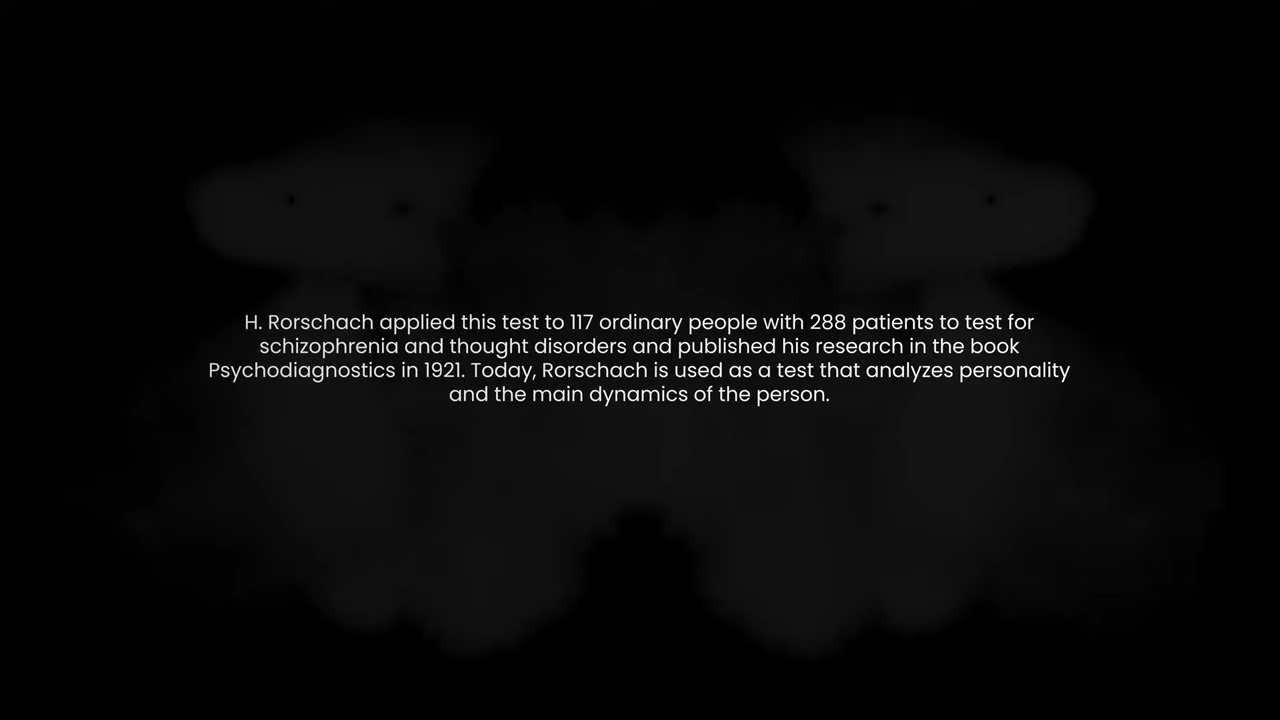 H. Rorschach applied this test to 117 ordinary people with 288 patients to test for
schizophrenia and thought disorders and published his research in the book
Psychodiagnostics in 1921. Today, Rorschach is used as a test that analyzes personality
and the main dynamics of the person.